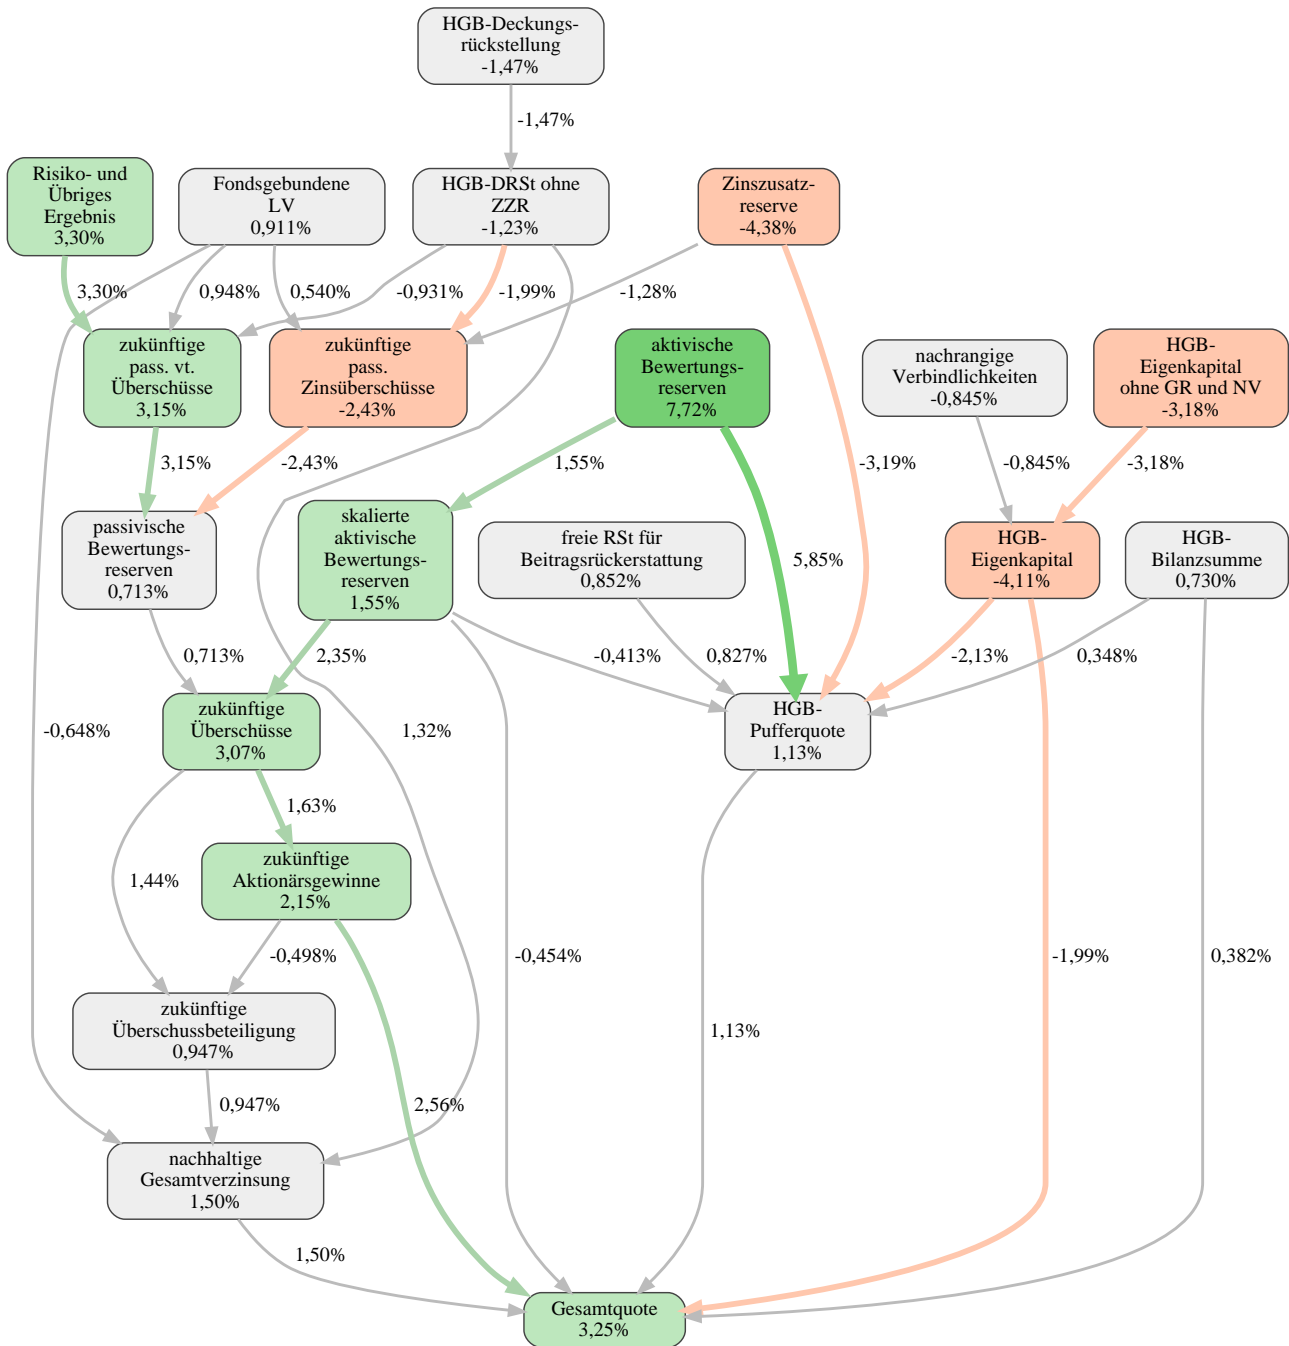 HGB-Deckungs-
rückstellung
-1,47%
-1,47%
Risiko- und
Übriges
Ergebnis
3,30%
Fondsgebundene
LV
0,911%
HGB-DRSt ohne
ZZR
-1,23%
Zinszusatz-
reserve
-4,38%
3,30%
0,948%
0,540%
-0,931%
-1,99%
-1,28%
zukünftige
pass. vt.
Überschüsse
3,15%
zukünftige
pass.
Zinsüberschüsse
-2,43%
aktivische
Bewertungs-
reserven
7,72%
nachrangige
Verbindlichkeiten
-0,845%
HGB-
Eigenkapital
ohne GR und NV
-3,18%
3,15%
-2,43%
1,55%
-3,19%
-0,845%
-3,18%
passivische
Bewertungs-
reserven
0,713%
skalierte
aktivische
Bewertungs-
reserven
1,55%
freie RSt für
Beitragsrückerstattung
0,852%
5,85%
HGB-
Eigenkapital
-4,11%
HGB-
Bilanzsumme
0,730%
0,713%
2,35%
-0,413%
0,827%
-2,13%
0,348%
zukünftige
Überschüsse
3,07%
-0,648%
1,32%
HGB-
Pufferquote
1,13%
1,63%
zukünftige
Aktionärsgewinne
2,15%
1,44%
-0,498%
-0,454%
-1,99%
0,382%
zukünftige
Überschussbeteiligung
0,947%
1,13%
0,947%
2,56%
nachhaltige
Gesamtverzinsung
1,50%
1,50%
Gesamtquote
3,25%